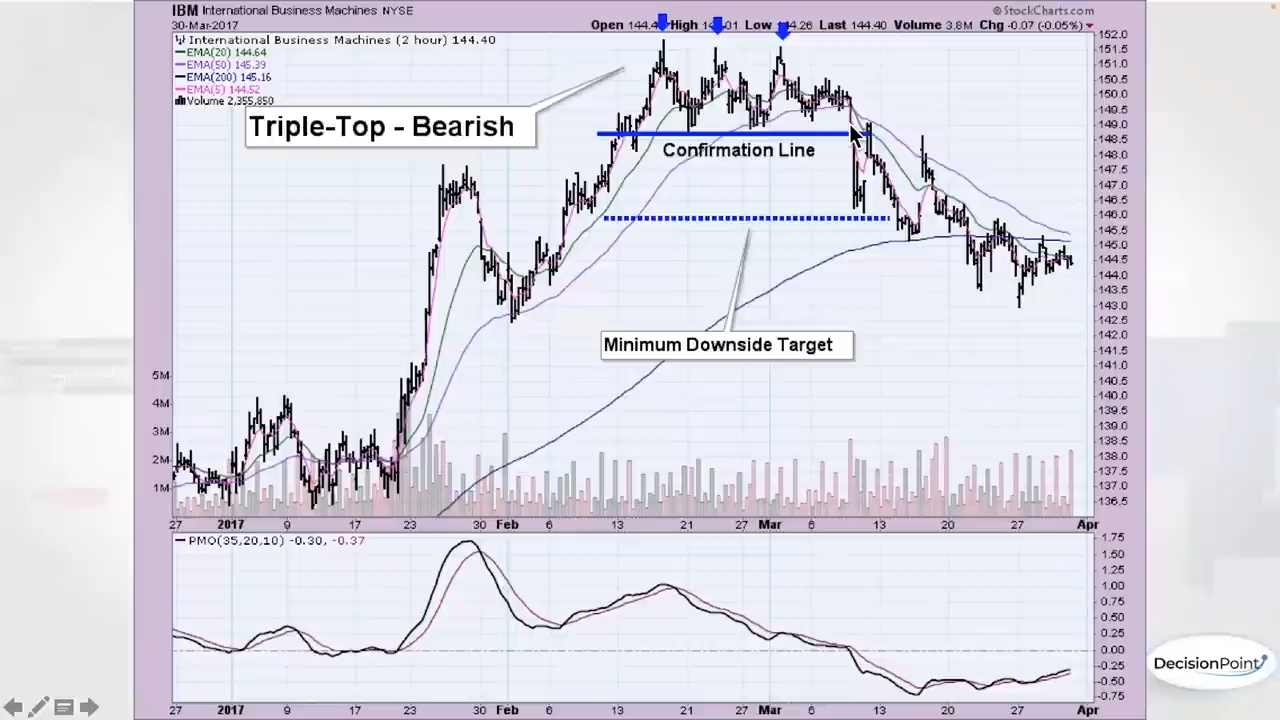 IBM International Business Machines NYSE
© StockCharts.com
30-Mar-2017
Open 144.4 High 01 Low 4.26 Last 144.40 Volume 3.8M Chg -0.07 (-0.05%)
International Business Machines (2 hour) 144.40
EMA(20) 144.64
EMA(50) 145.39
EMA(200) 145.16
EMA(5) 144.52
Volume 2,355,850
Triple-Top - Bearish
Confirmation Line
Minimum Downside Target
152.0
151.5
151.0
150.5
150.0
149.5
149.0
148.5
148.0
147.5
147.0
146.5
146.0
145.5
145.0
144.5
144.0
143.5
143.0
142.5
142.0
141.5
141.0
140.5
140.0
139.5
139.0
138.5
138.0
137.5
137.0
136.5
5M
4M
3M
2M
1M
27 2017 9 17 23 30 Feb 6 13 21 27 Mar 6 13 20 27 Apr
PMO(35,20,10) -0.30, -0.37
1.75
1.50
1.25
1.00
0.75
0.50
0.25
0.00
-0.25
-0.50
-0.75
27 2017 9 17 23 30 Feb 6 13 21 27 Mar 6 13 20 27 Apr
DecisionPoint